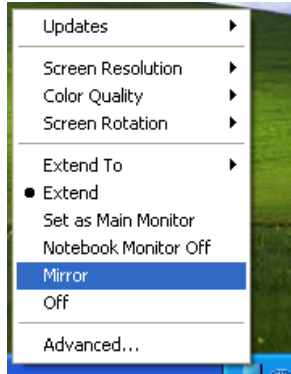 Updates
Screen Resolution
Color Quality
Screen Rotation
Extend To
Extend
Set as Main Monitor
Notebook Monitor Off
Mirror
Off
Advanced...